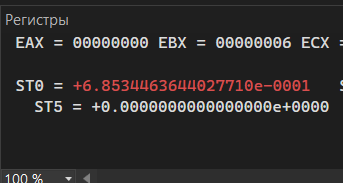 Регистры
EAX = 00000000 EBX = 00000006 ECX =
ST0 = +6.8534463644027710e-0001
ST5 = +0.0000000000000000e+0000
100 %